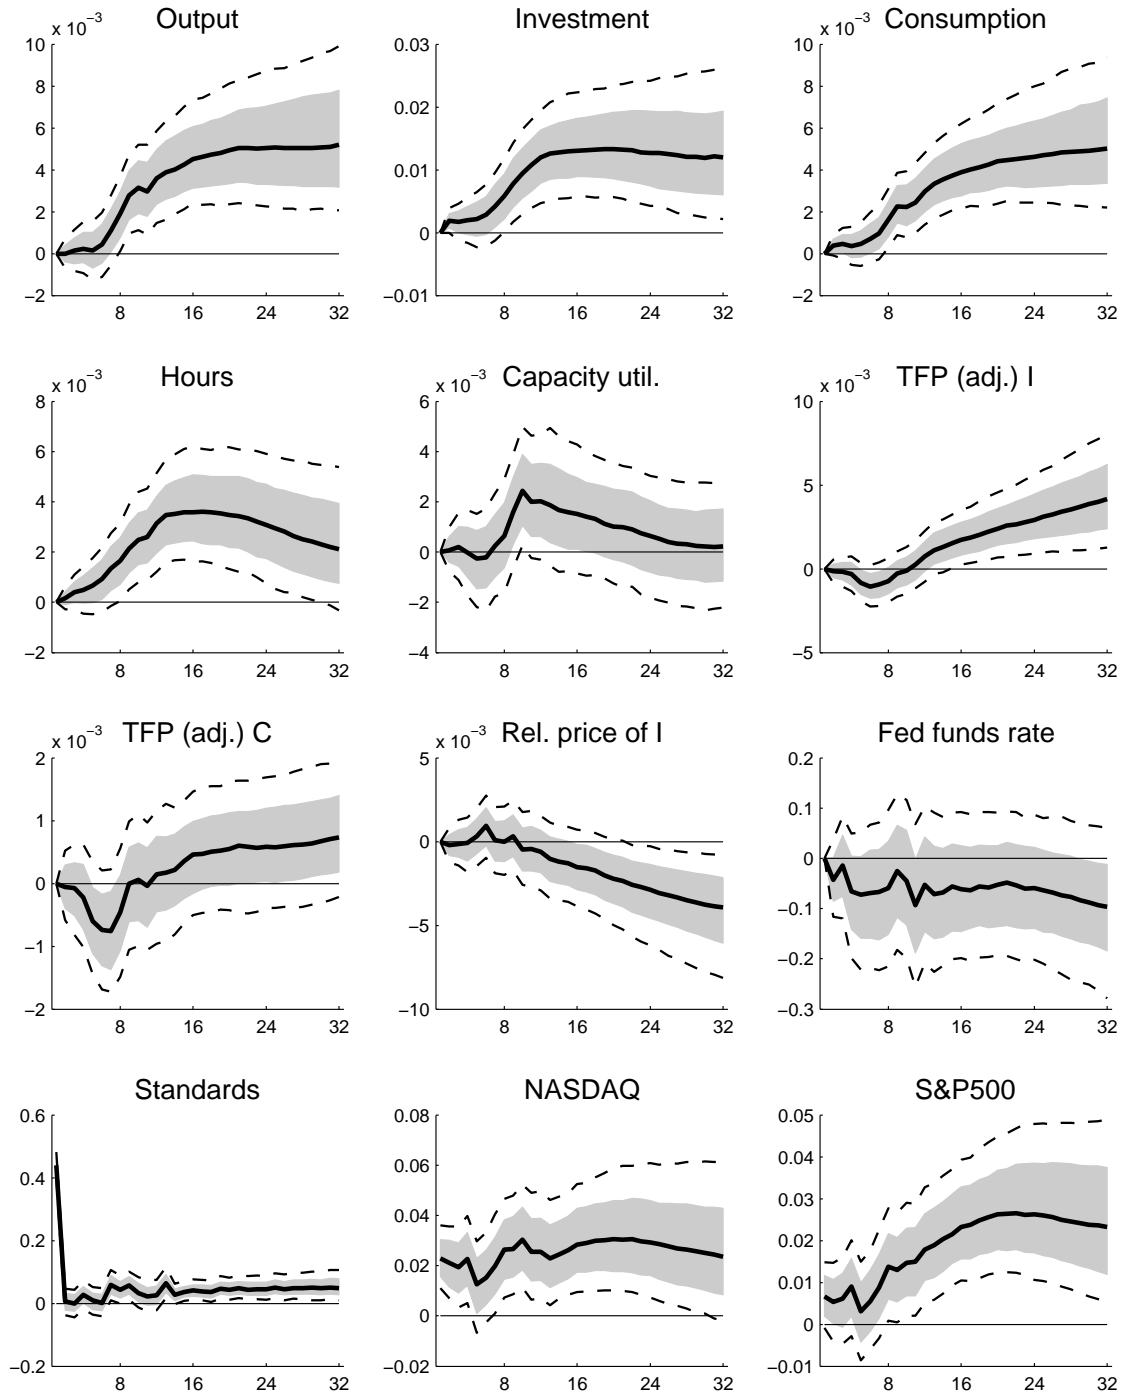 Output
x 10−3
10
8
6
4
2
0
−2
8 16 24 32
Investment
0.03
0.02
0.01
0
−0.01
8 16 24 32
Consumption
x 10−3
10
8
6
4
2
0
−2
8 16 24 32
Hours
x 10−3
8
6
4
2
0
−2
8 16 24 32
Capacity util.
x 10−3
6
4
2
0
−2
−4
8 16 24 32
TFP (adj.) I
x 10−3
10
5
0
−5
8 16 24 32
TFP (adj.) C
x 10−3
2
1
0
−1
−2
8 16 24 32
Rel. price of I
x 10−3
5
0
−5
−10
8 16 24 32
Fed funds rate
0.2
0.1
0
−0.1
−0.2
−0.3
8 16 24 32
Standards
0.6
0.4
0.2
0
−0.2
8 16 24 32
NASDAQ
0.08
0.06
0.04
0.02
0
−0.02
8 16 24 32
S&P500
0.05
0.04
0.03
0.02
0.01
0
−0.01
8 16 24 32